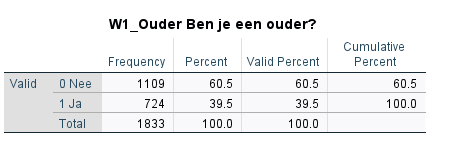 W1_Ouder Ben je een ouder?
Frequency Percent Valid Percent Cumulative Percent
Valid 0 Nee 1109 60.5 60.5 60.5
1 Ja 724 39.5 39.5 100.0
Total 1833 100.0 100.0